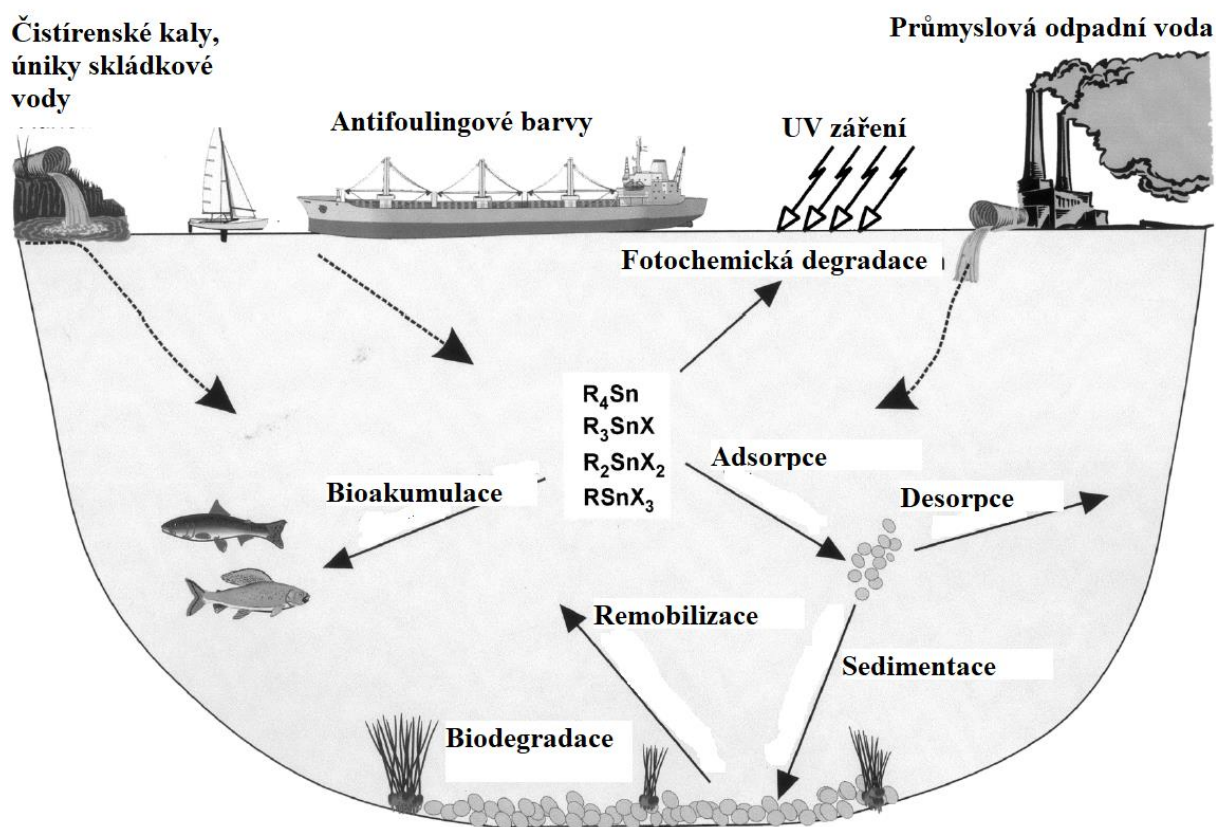 Čistírenské kaly,
úniky skládkové
vody
Průmyslová odpadní voda
Antifoulingové barvy
UV záření
Fotochemická degradace
R₄Sn
R₃SnX
R₂SnX₂
RSnX₃
Adsorpce
Bioakumulace
Desorpce
Remobilizace
Sedimentace
Biodegradace